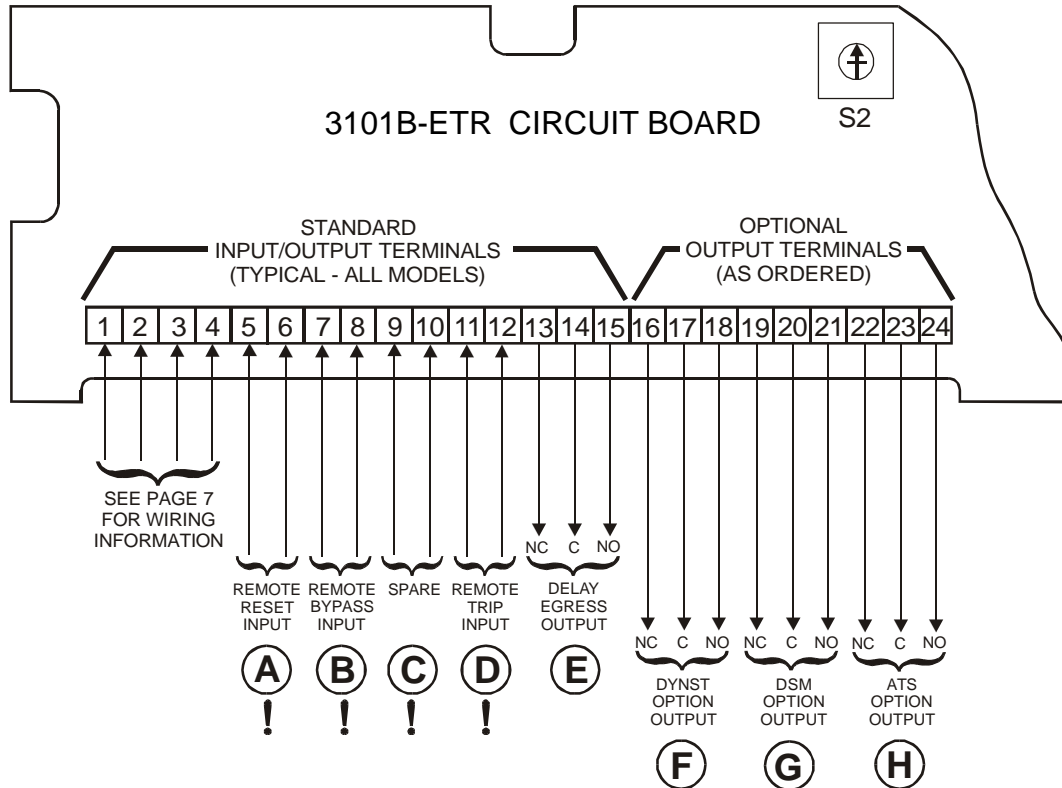 S2
3101B-ETR CIRCUIT BOARD
STANDARD
INPUT/OUTPUT TERMINALS
(TYPICAL - ALL MODELS)
OPTIONAL
OUTPUT TERMINALS
(AS ORDERED)
1 2 3 4 5 6 7 8 9 10 11 12 13 14 15 16 17 18 19 20 21 22 23 24
SEE PAGE 7
FOR WIRING
INFORMATION
NC C NO
REMOTE
RESET
INPUT
REMOTE
BYPASS
INPUT
SPARE
REMOTE
TRIP
INPUT
DELAY
EGRESS
OUTPUT
A
B
C
D
E
!
!
!
!
NC C NO
NC C NO
NC C NO
DYNST
OPTION
OUTPUT
DSM
OPTION
OUTPUT
ATS
OPTION
OUTPUT
F
G
H